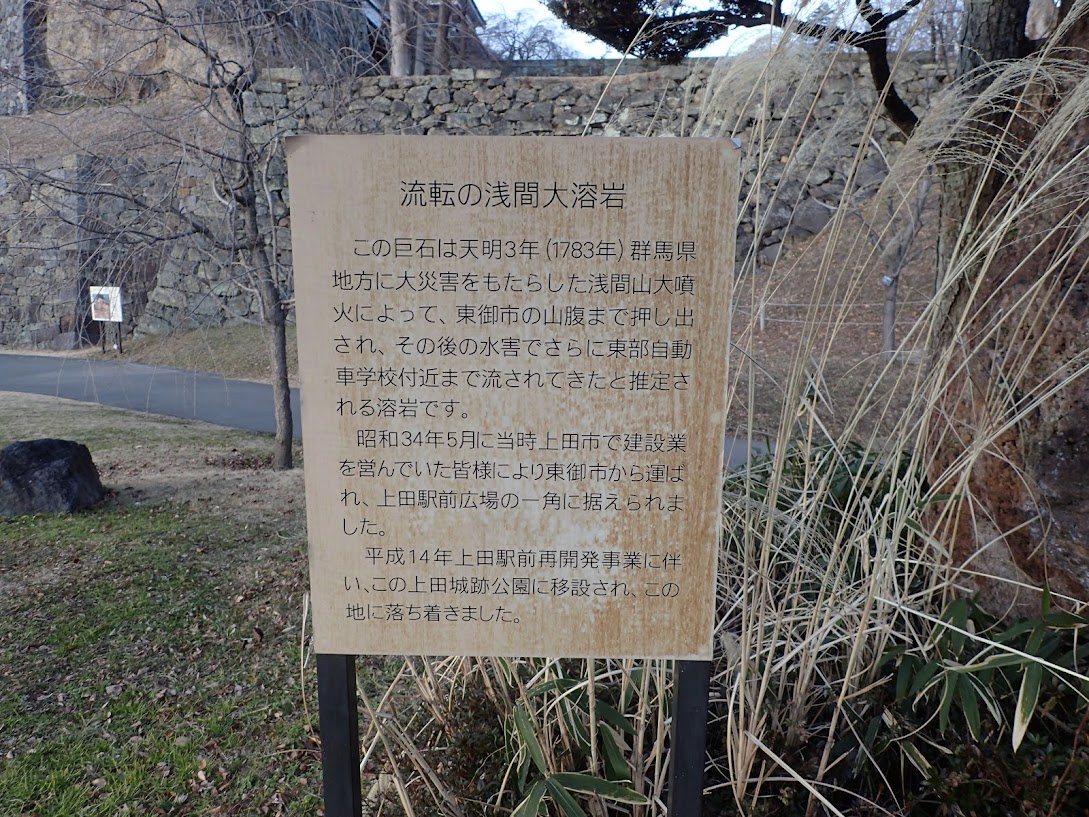 流転の浅間大溶岩
この巨石は天明3年(1783年)群馬県
地方に大災害をもたらした浅間山大噴
火によって、東御市の山腹まで押し出
され、その後の水害でさらに東部自動
車学校付近まで流されてきたと推定さ
れる溶岩です。
昭和34年5月に当時上田市で建設業
を営んでいた皆様により東御市から運ば
れ、上田駅前広場の一角に据えられま
した。
平成14年上田駅前再開発事業に伴
い、この上田城跡公園に移設され、この
地に落ち着きました。